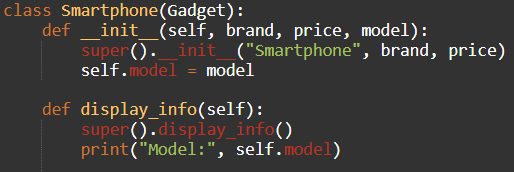 class Smartphone(Gadget):
    def __init__(self, brand, price, model):
        super().__init__("Smartphone", brand, price)
        self.model = model

    def display_info(self):
        super().display_info()
        print("Model:", self.model)